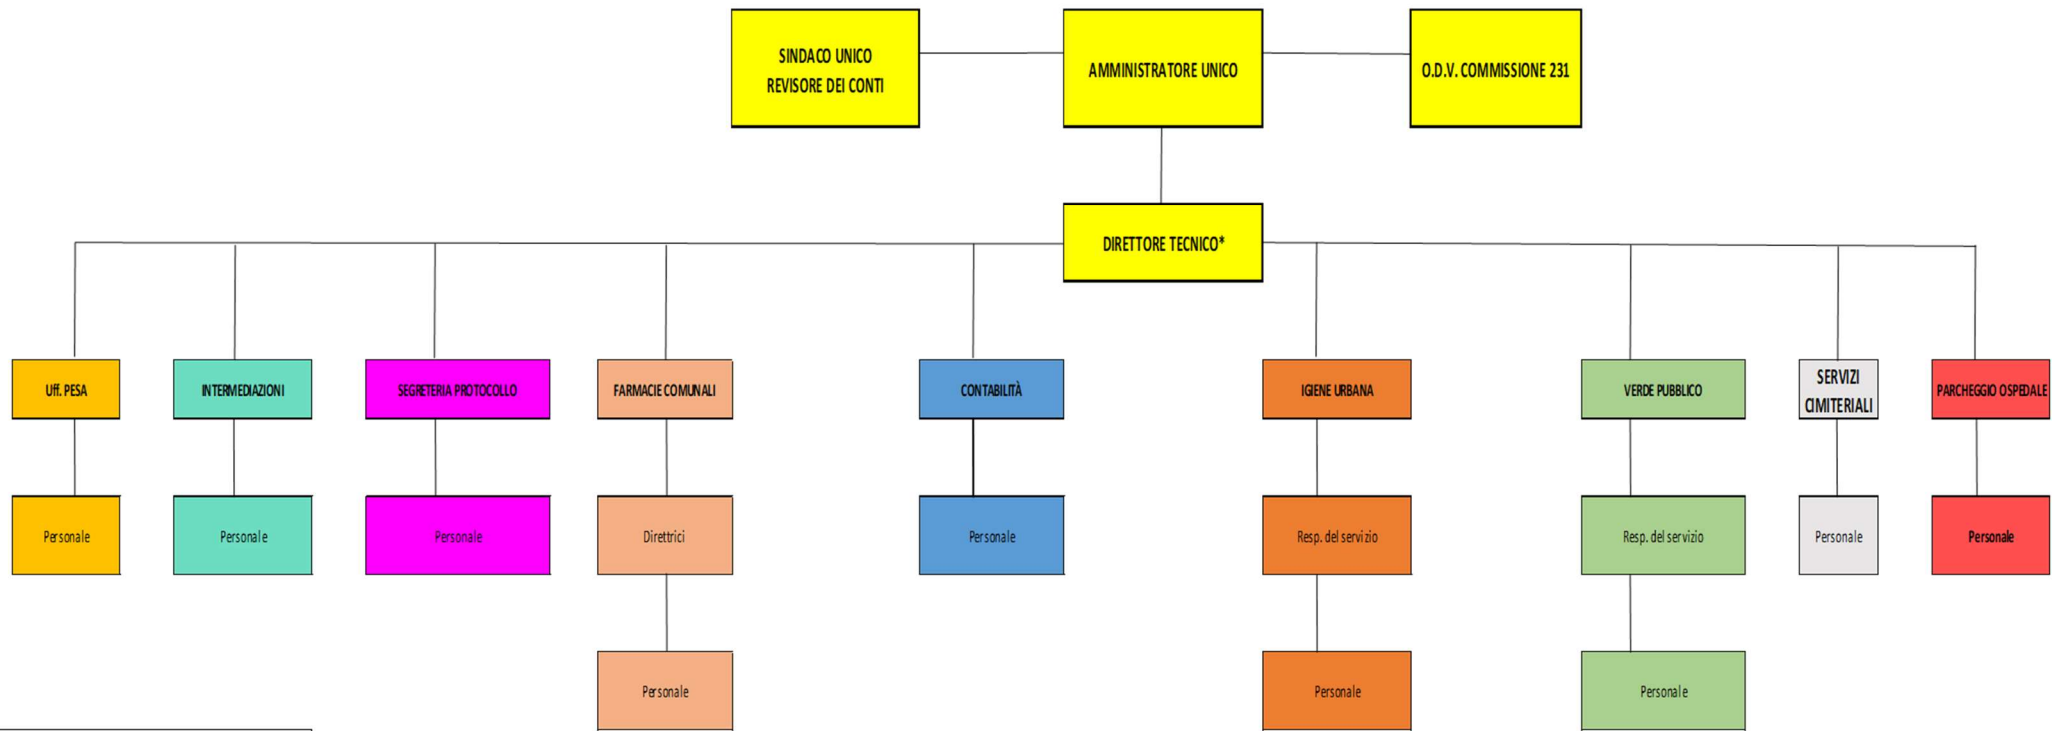 SINDACO UNICO
REVISORE DEI CONTI
AMMINISTRATORE UNICO
O.D.V. COMMISSIONE 231
DIRETTORE TECNICO*
Uff. PESA
INTERMEDIAZIONI
SEGRETERIA PROTOCOLLO
FARMACIE COMUNALI
CONTABILITÀ
IGIENE URBANA
VERDE PUBBLICO
SERVIZI
CIMITERIALI
PARCHEGGIO OSPEDALE
Personale
Personale
Personale
Direttrici
Personale
Resp. del servizio
Resp. del servizio
Personale
Personale
Personale
Personale
Personale